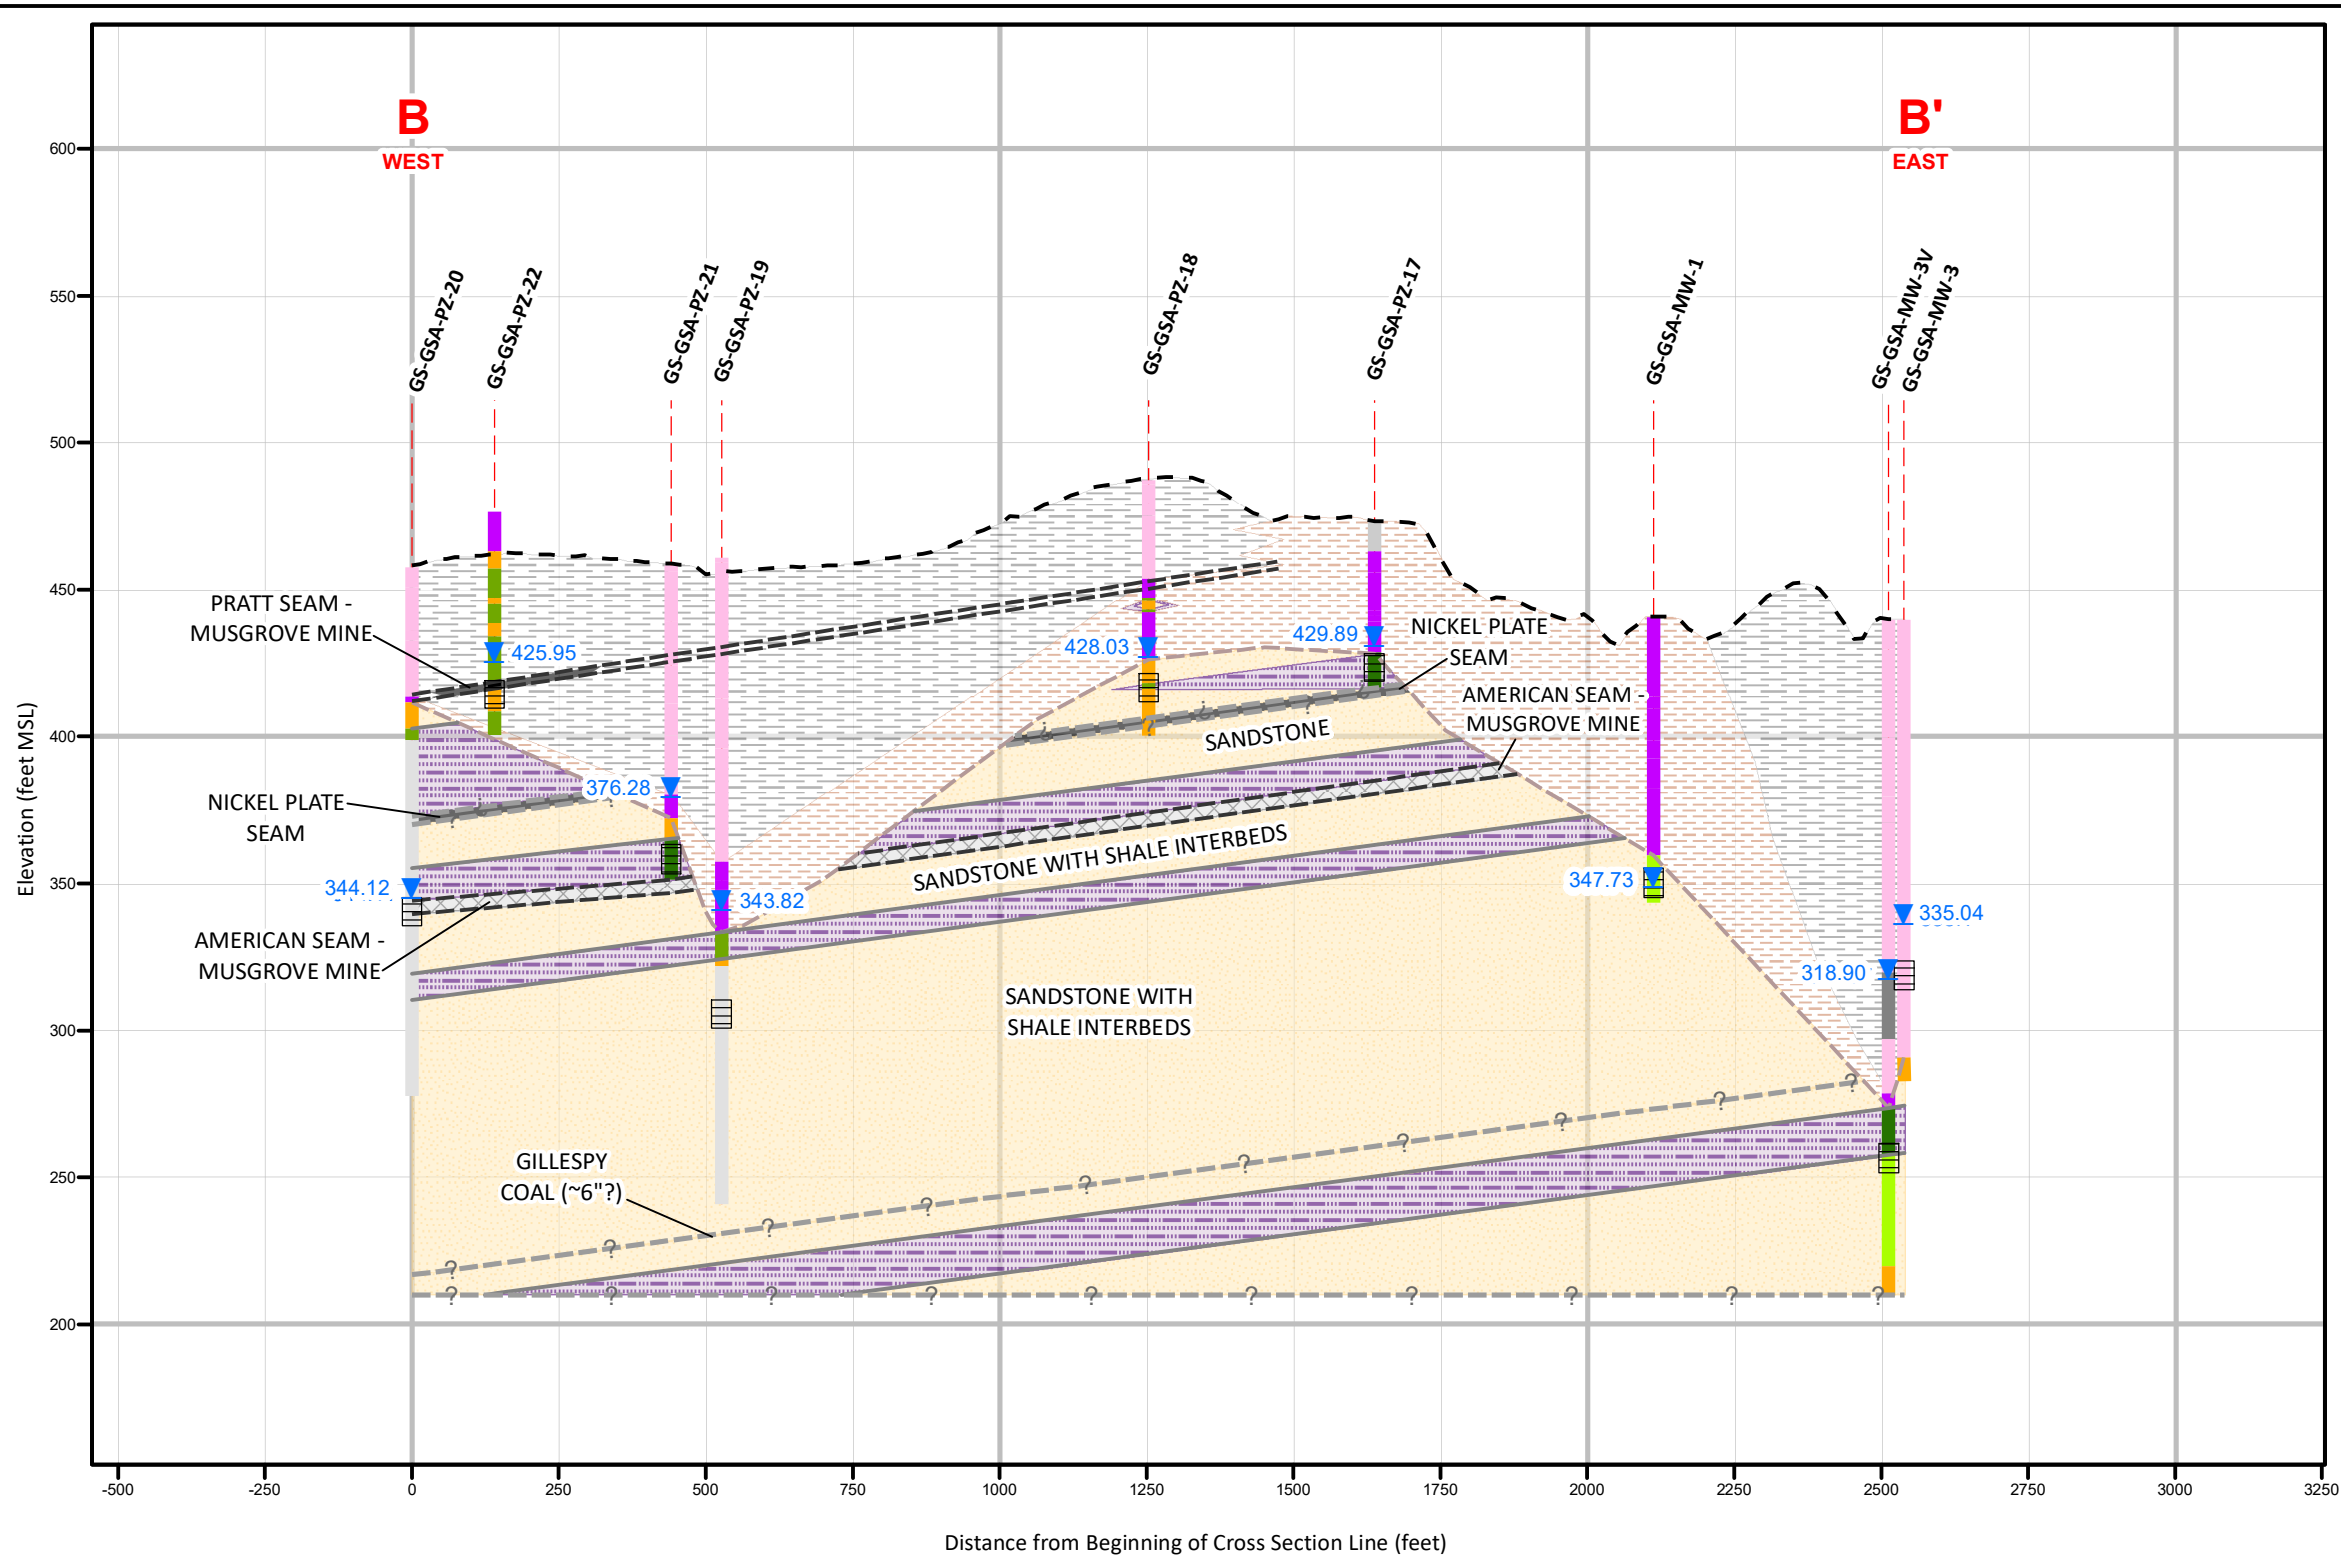 B
WEST
B'
EAST
GS-GSA-PZ-20
GS-GSA-PZ-22
GS-GSA-PZ-21
GS-GSA-PZ-19
GS-GSA-PZ-18
GS-GSA-PZ-17
GS-GSA-MW-1
GS-GSA-MW-3V
GS-GSA-MW-3
Elevation (feet MSL)
600
550
500
450
400
350
300
250
200
PRATT SEAM -
MUSGROVE MINE
425.95
428.03
429.89
NICKEL PLATE
SEAM
AMERICAN SEAM -
MUSGROVE MINE
SANDSTONE
376.28
NICKEL PLATE
SEAM
SANDSTONE WITH SHALE INTERBEDS
344.12
343.82
347.73
335.04
318.90
AMERICAN SEAM -
MUSGROVE MINE
SANDSTONE WITH
SHALE INTERBEDS
GILLESPY
COAL (~6"?)
? ? ? ? ? ? ? ? ? ?
? ? ? ? ? ? ? ? ? ?
-500 -250 0 250 500 750 1000 1250 1500 1750 2000 2250 2500 2750 3000 3250
Distance from Beginning of Cross Section Line (feet)